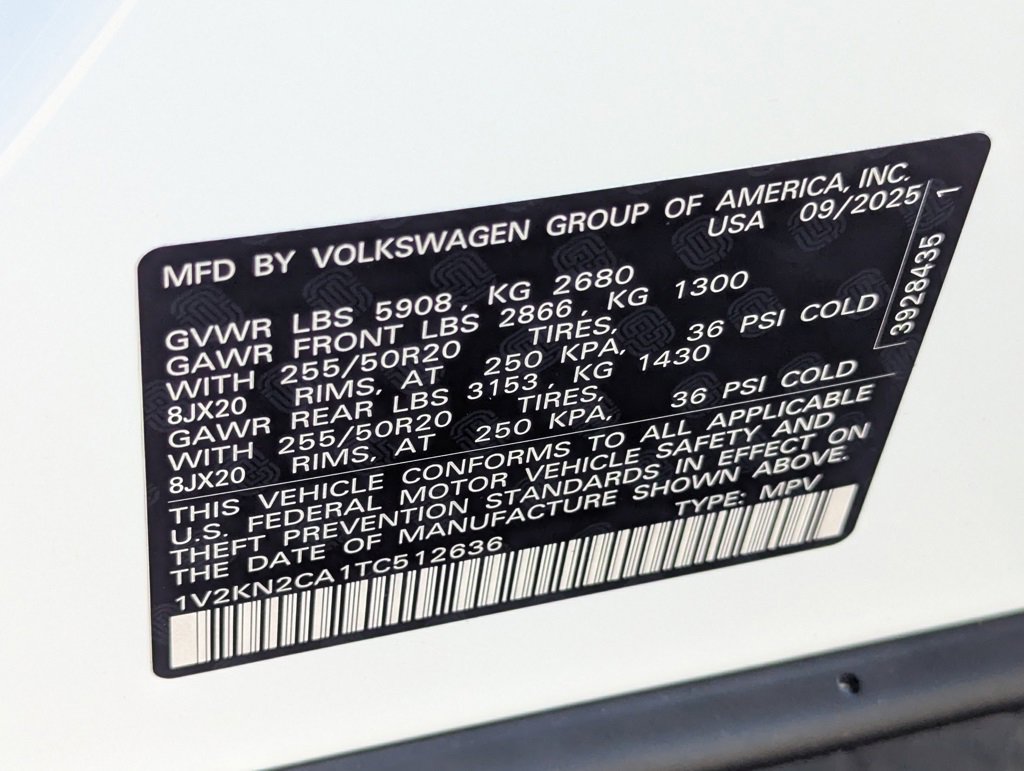 MFD BY VOLKSWAGEN GROUP OF AMERICA, INC.
USA 09/2025
GVWR LBS 5908, KG 2680
GAWR FRONT LBS 2866, KG 1300
WITH 255/50R20 TIRES,
8JX20 RIMS, AT 250 KPA, 36 PSI COLD
GAWR REAR LBS 3153, KG 1430
WITH 255/50R20 TIRES,
8JX20 RIMS, AT 250 KPA, 36 PSI COLD
THIS VEHICLE CONFORMS TO ALL APPLICABLE
U.S. FEDERAL MOTOR VEHICLE SAFETY AND
THEFT PREVENTION STANDARDS IN EFFECT ON
THE DATE OF MANUFACTURE SHOWN ABOVE.
1V2KN2CA1TC512636 TYPE: MPV
3928435 1